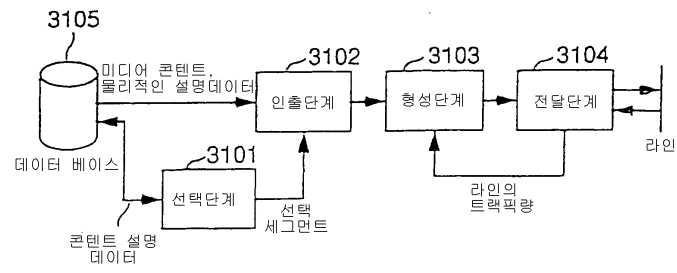 3105
미디어 콘텐트,
물리적인 설명데이터
3102
3103
3104
인출단계
형성단계
전달단계
라인
데이터 베이스
3101
선택단계
선택
세그먼트
라인의
트랙픽량
콘텐트 설명
데이터